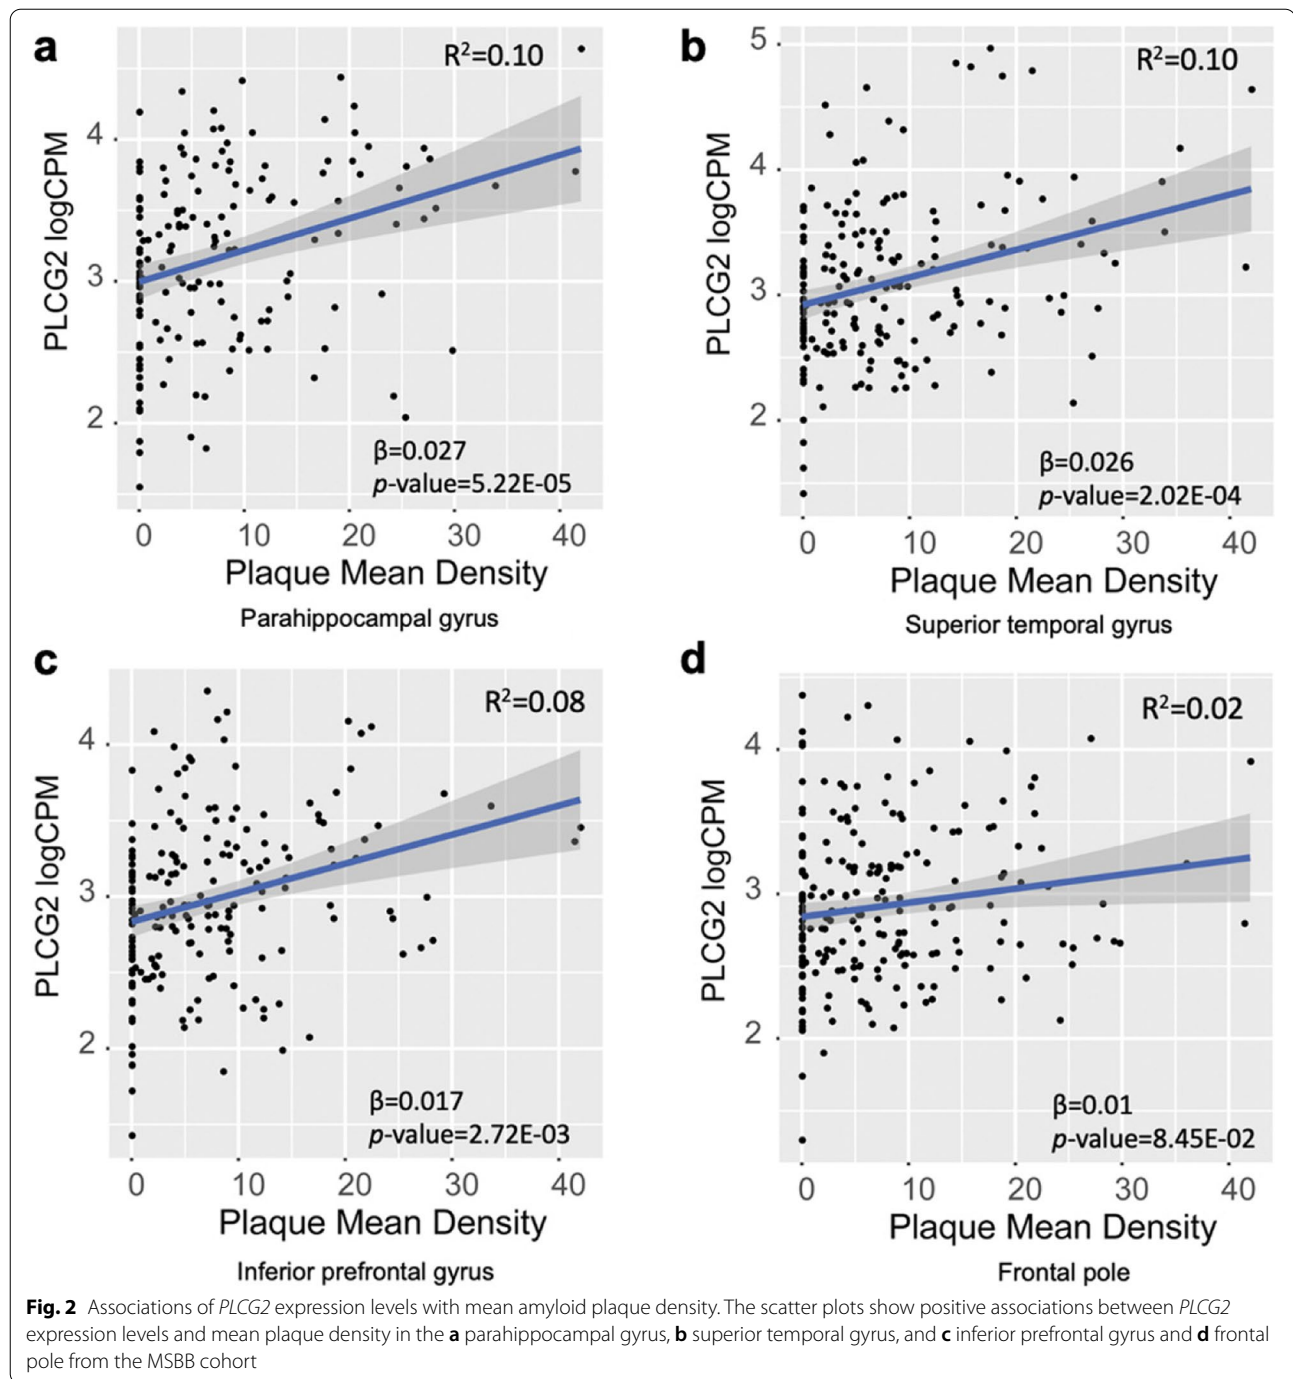 a
R²=0.10
PLCG2 logCPM
4
3
2
β=0.027
p-value=5.22E-05
0 10 20 30 40
Plaque Mean Density
Parahippocampal gyrus
b
R²=0.10
PLCG2 logCPM
5
4
3
2
β=0.026
p-value=2.02E-04
0 10 20 30 40
Plaque Mean Density
Superior temporal gyrus
c
R²=0.08
PLCG2 logCPM
4
3
2
β=0.017
p-value=2.72E-03
0 10 20 30 40
Plaque Mean Density
Inferior prefrontal gyrus
d
R²=0.02
PLCG2 logCPM
4
3
2
β=0.01
p-value=8.45E-02
0 10 20 30 40
Plaque Mean Density
Frontal pole
Fig. 2 Associations of PLCG2 expression levels with mean amyloid plaque density. The scatter plots show positive associations between PLCG2
expression levels and mean plaque density in the a parahippocampal gyrus, b superior temporal gyrus, and c inferior prefrontal gyrus and d frontal
pole from the MSBB cohort